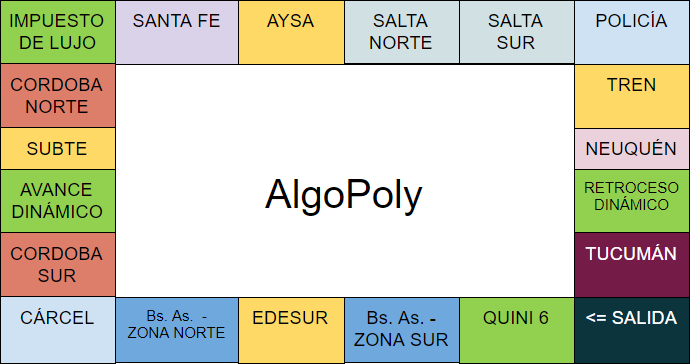 IMPUESTO
DE LUJO
SANTA FE
AYSA
SALTA
NORTE
SALTA
SUR
POLICÍA
CORDOBA
NORTE
TREN
SUBTE
NEUQUÉN
AVANCE
DINÁMICO
AlgoPoly
RETROCESO
DINÁMICO
CORDOBA
SUR
TUCUMÁN
CÁRCEL
Bs. As. -
ZONA NORTE
EDESUR
Bs. As. -
ZONA SUR
QUINI 6
<= SALIDA